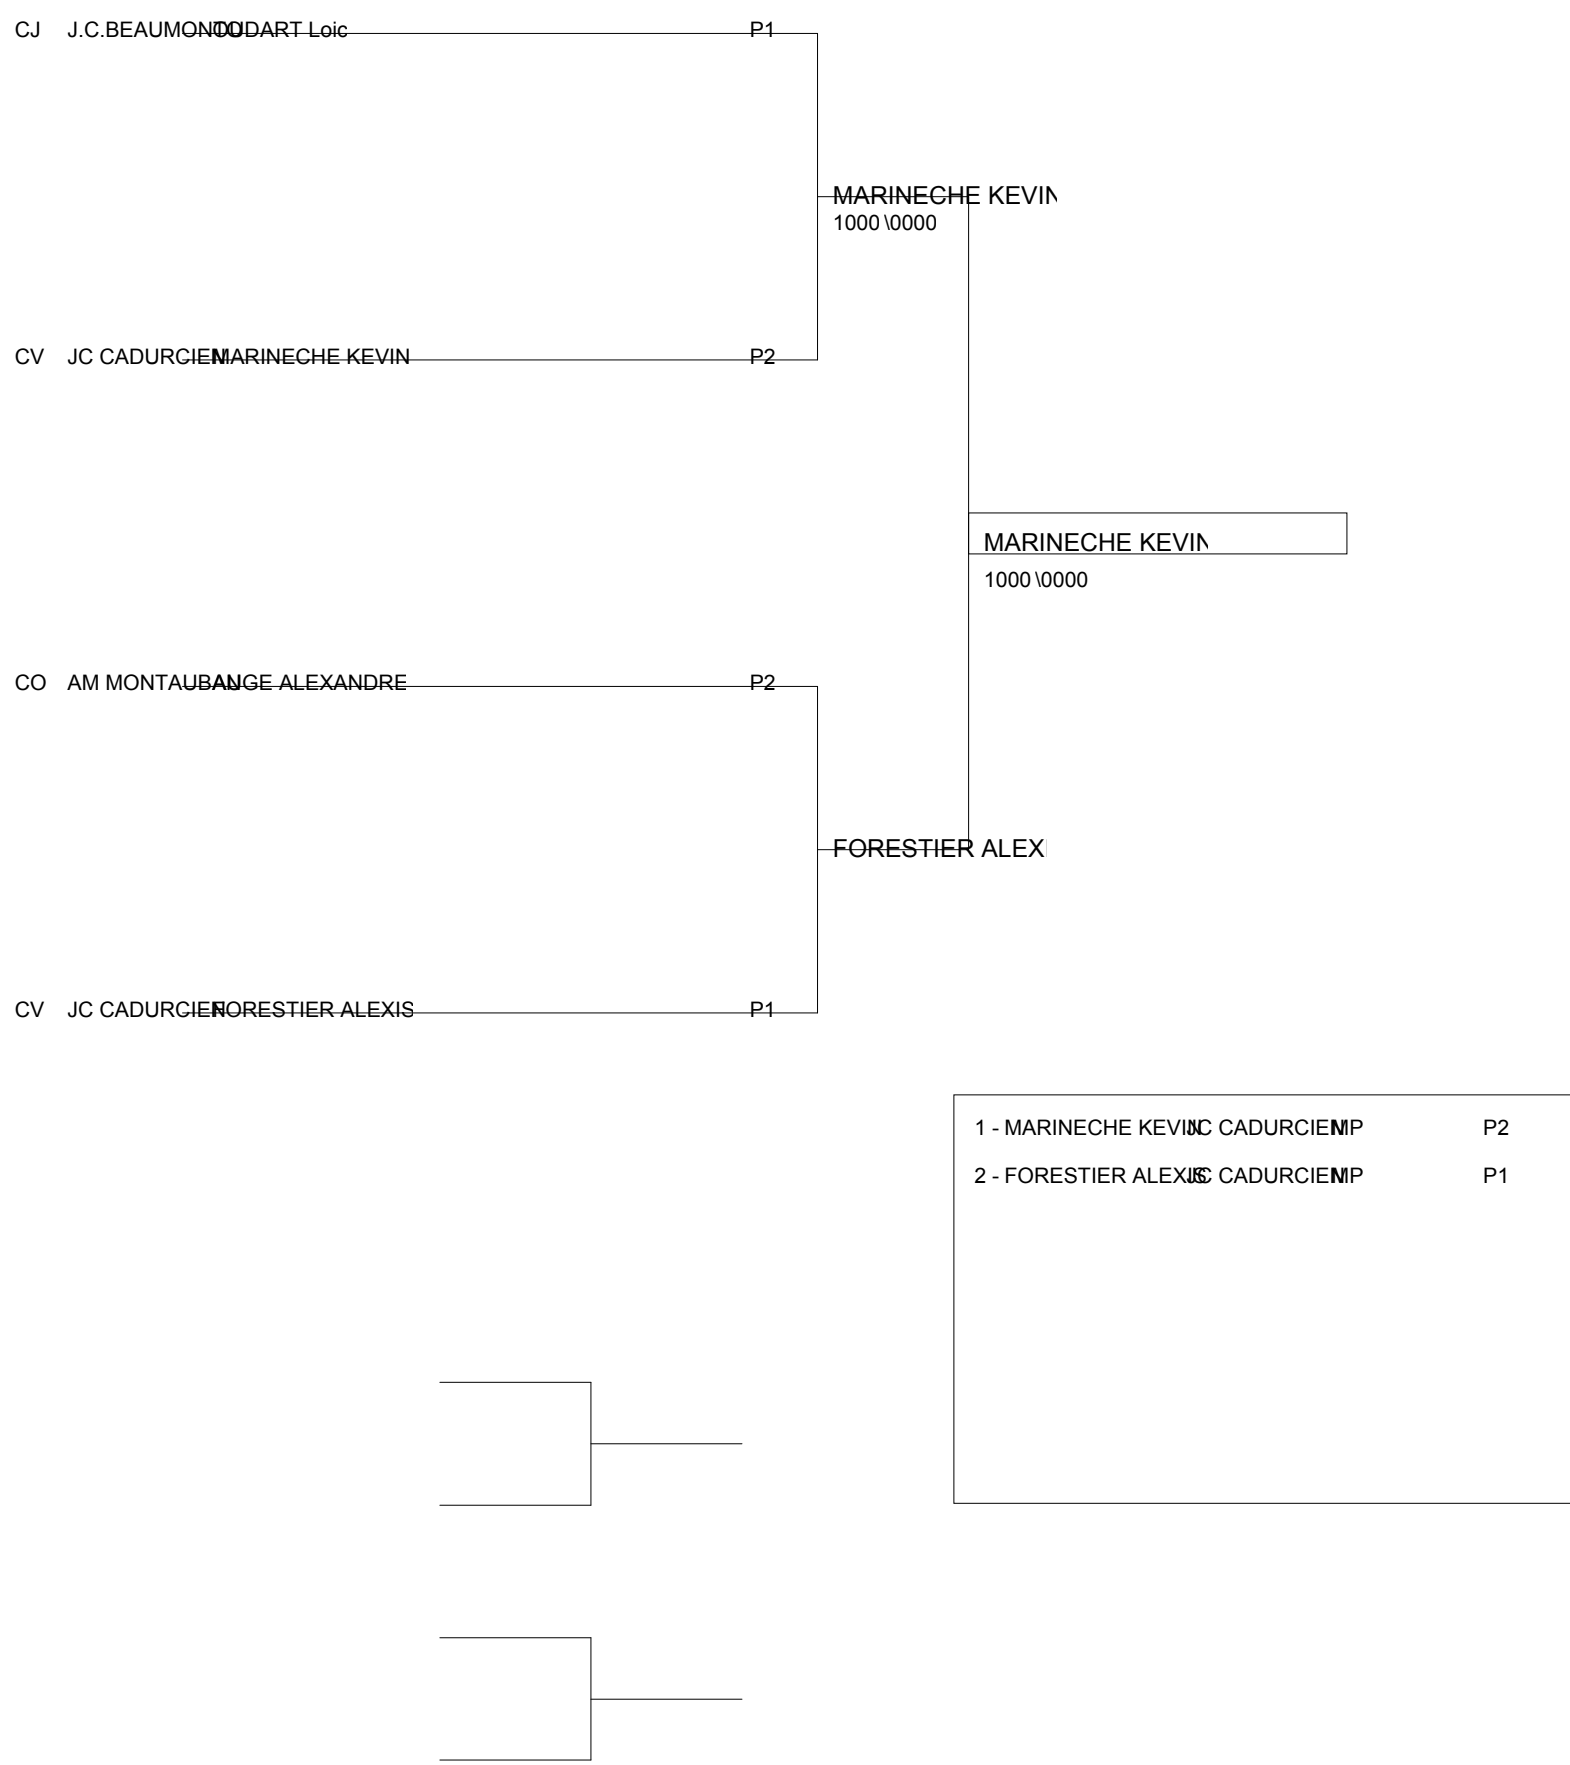 CJ J.C.BEAUMONTOU OUDART Loic P1
MARINECHE KEVIN
1000 \0000
CV JC CADURCIEN MARINECHE KEVIN P2
MARINECHE KEVIN
1000 \0000
CO AM MONTAUBAN ANGE ALEXANDRE P2
FORESTIER ALEX
CV JC CADURCIEN FORESTIER ALEXIS P1
1 - MARINECHE KEVIN JC CADURCIEN MP P2
2 - FORESTIER ALEXIS JC CADURCIEN MP P1